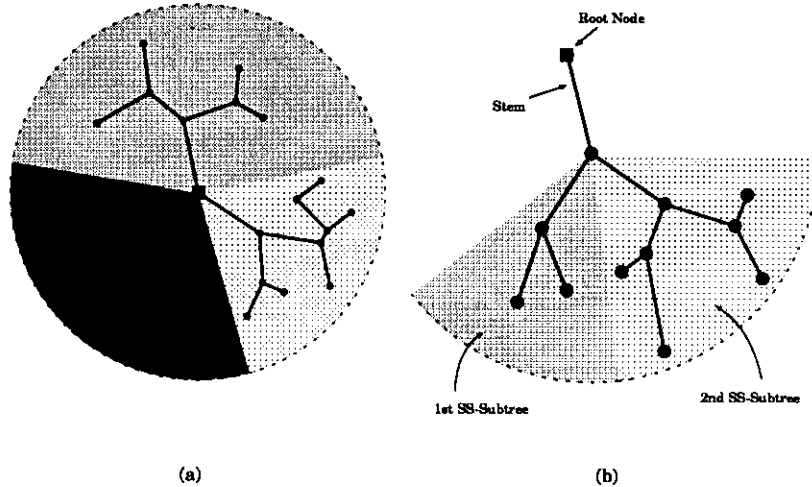 Root Node
Stem
1st SS-Subtree
2nd SS-Subtree
(a)
(b)